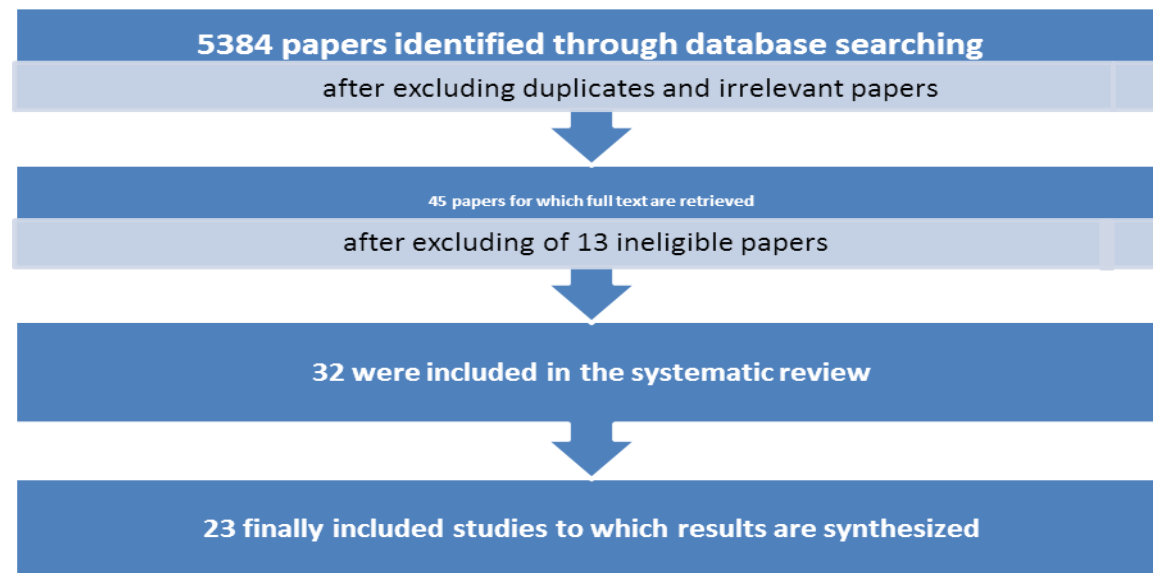 5384 papers identified through database searching
after excluding duplicates and irrelevant papers
45 papers for which full text are retrieved
after excluding of 13 ineligible papers
32 were included in the systematic review
23 finally included studies to which results are synthesized